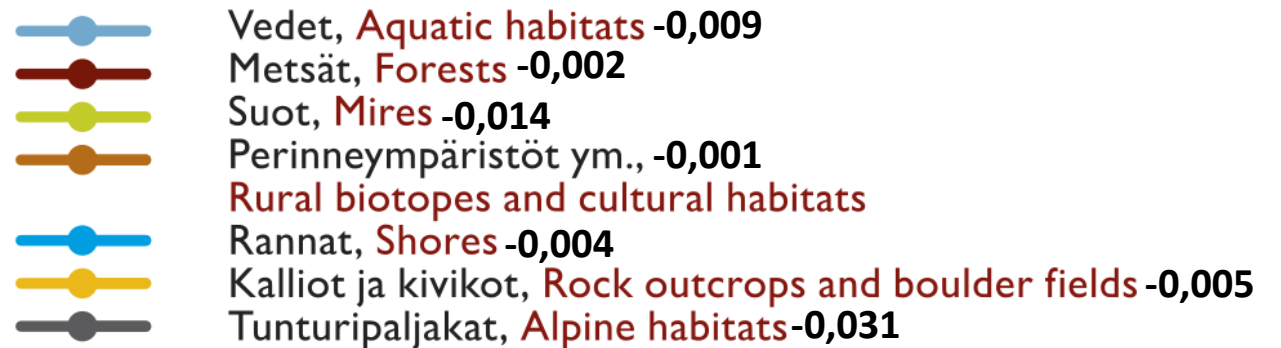 Vedet, Aquatic habitats -0,009
Metsät, Forests -0,002
Suot, Mires -0,014
Perinneympäristöt ym., -0,001
Rural biotopes and cultural habitats
Rannat, Shores -0,004
Kalliot ja kivikot, Rock outcrops and boulder fields -0,005
Tunturipaljakat, Alpine habitats -0,031